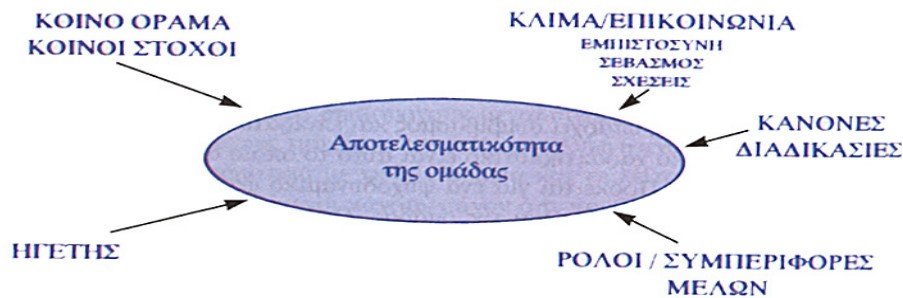 ΚΟΙΝΟ ΟΡΑΜΑ
ΚΟΙΝΟΙ ΣΤΟΧΟΙ
ΚΛΙΜΑ/ΕΠΙΚΟΙΝΩΝΙΑ
ΕΜΠΙΣΤΟΣΥΝΗ
ΣΕΒΑΣΜΟΣ
ΣΧΕΣΕΙΣ
ΚΑΝΟΝΕΣ
ΔΙΑΔΙΚΑΣΙΕΣ
Αποτελεσματικότητα
της ομάδας
ΗΓΕΤΗΣ
ΡΟΛΟΙ / ΣΥΜΠΕΡΙΦΟΡΕΣ
ΜΕΛΩΝ